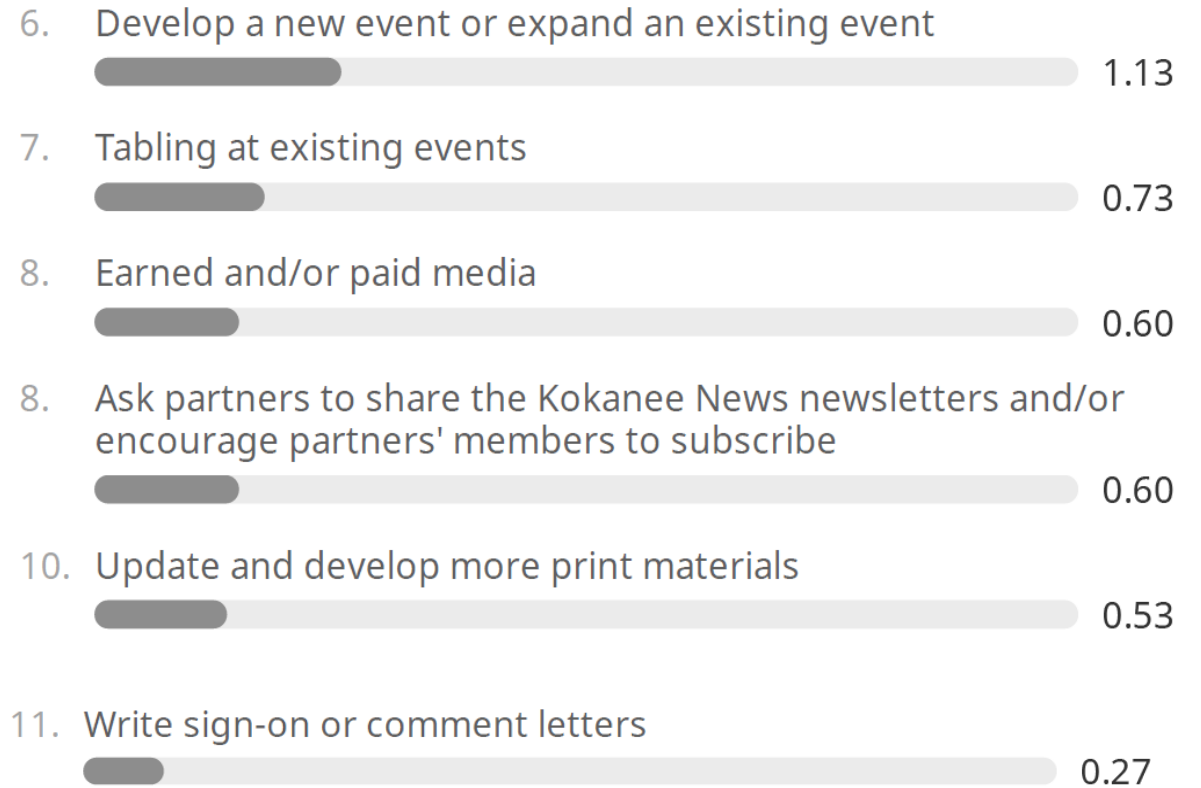 6. Develop a new event or expand an existing event
1.13
7. Tabling at existing events
0.73
8. Earned and/or paid media
0.60
8. Ask partners to share the Kokanee News newsletters and/or
encourage partners' members to subscribe
0.60
10. Update and develop more print materials
0.53
11. Write sign-on or comment letters
0.27